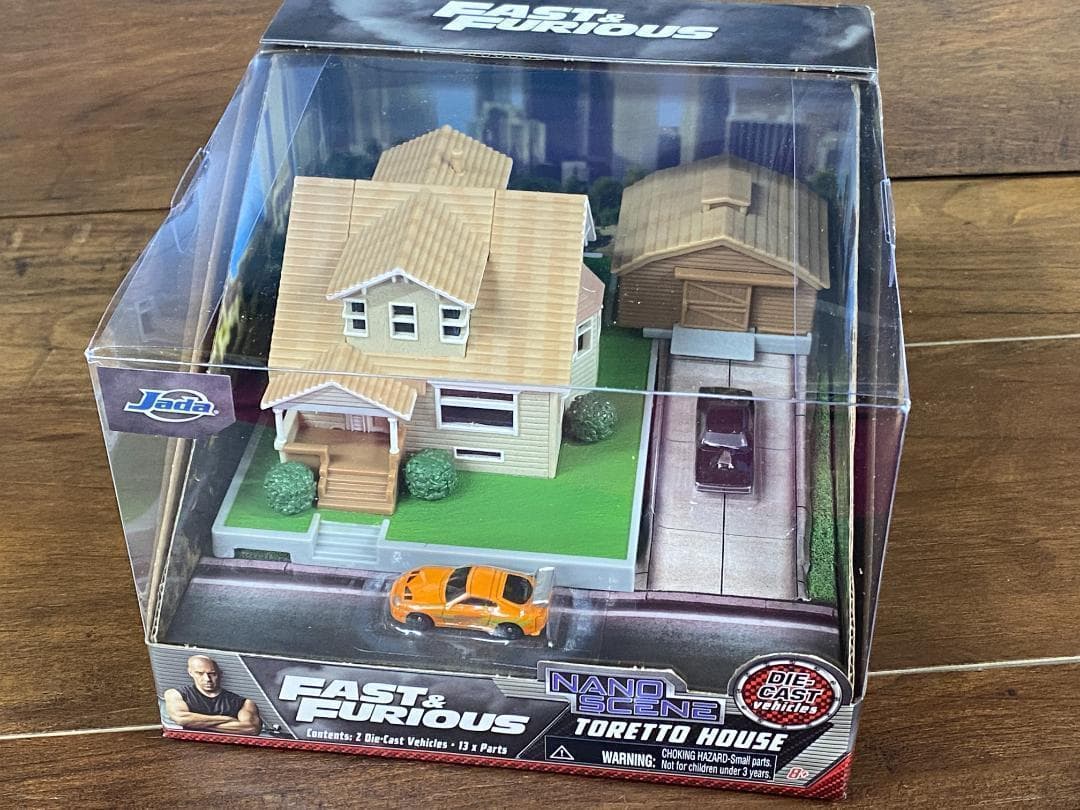 FAST &
FURIOUS
Jada
FAST &
FURIOUS
Contents: 2 Die-Cast Vehicles • 13 x Parts
NANO
SCENE
TORETTO HOUSE
DIE-
CAST
vehicles
WARNING: CHOKING HAZARD-Small parts.
Not for children under 3 years.
8+